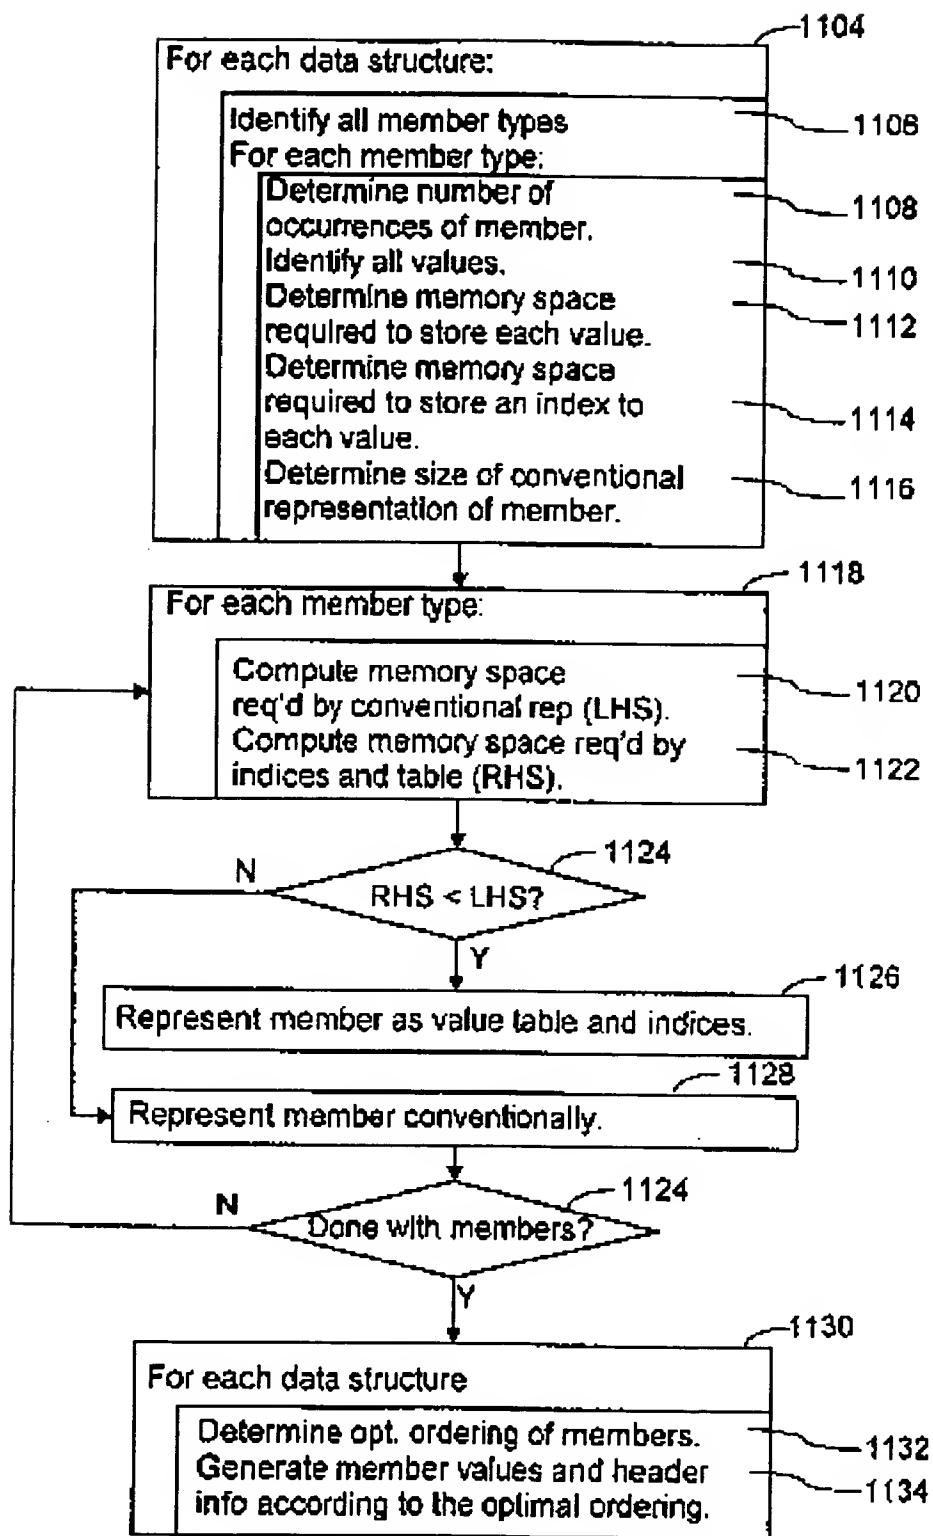 1104
For each data structure:
Identify all member types
1106
For each member type:
Determine number of
1108
occurrences of member.
Identify all values.
1110
Determine memory space
1112
required to store each value.
Determine memory space
required to store an index to
1114
each value.
Determine size of conventional
1116
representation of member.
1118
For each member type:
Compute memory space
1120
req'd by conventional rep (LHS).
Compute memory space req'd by
1122
indices and table (RHS).
1124
N
RHS < LHS?
Y
1126
Represent member as value table and indices.
1128
Represent member conventionally.
1124
N
Done with members?
Y
1130
For each data structure
Determine opt. ordering of members.
1132
Generate member values and header
1134
info according to the optimal ordering.